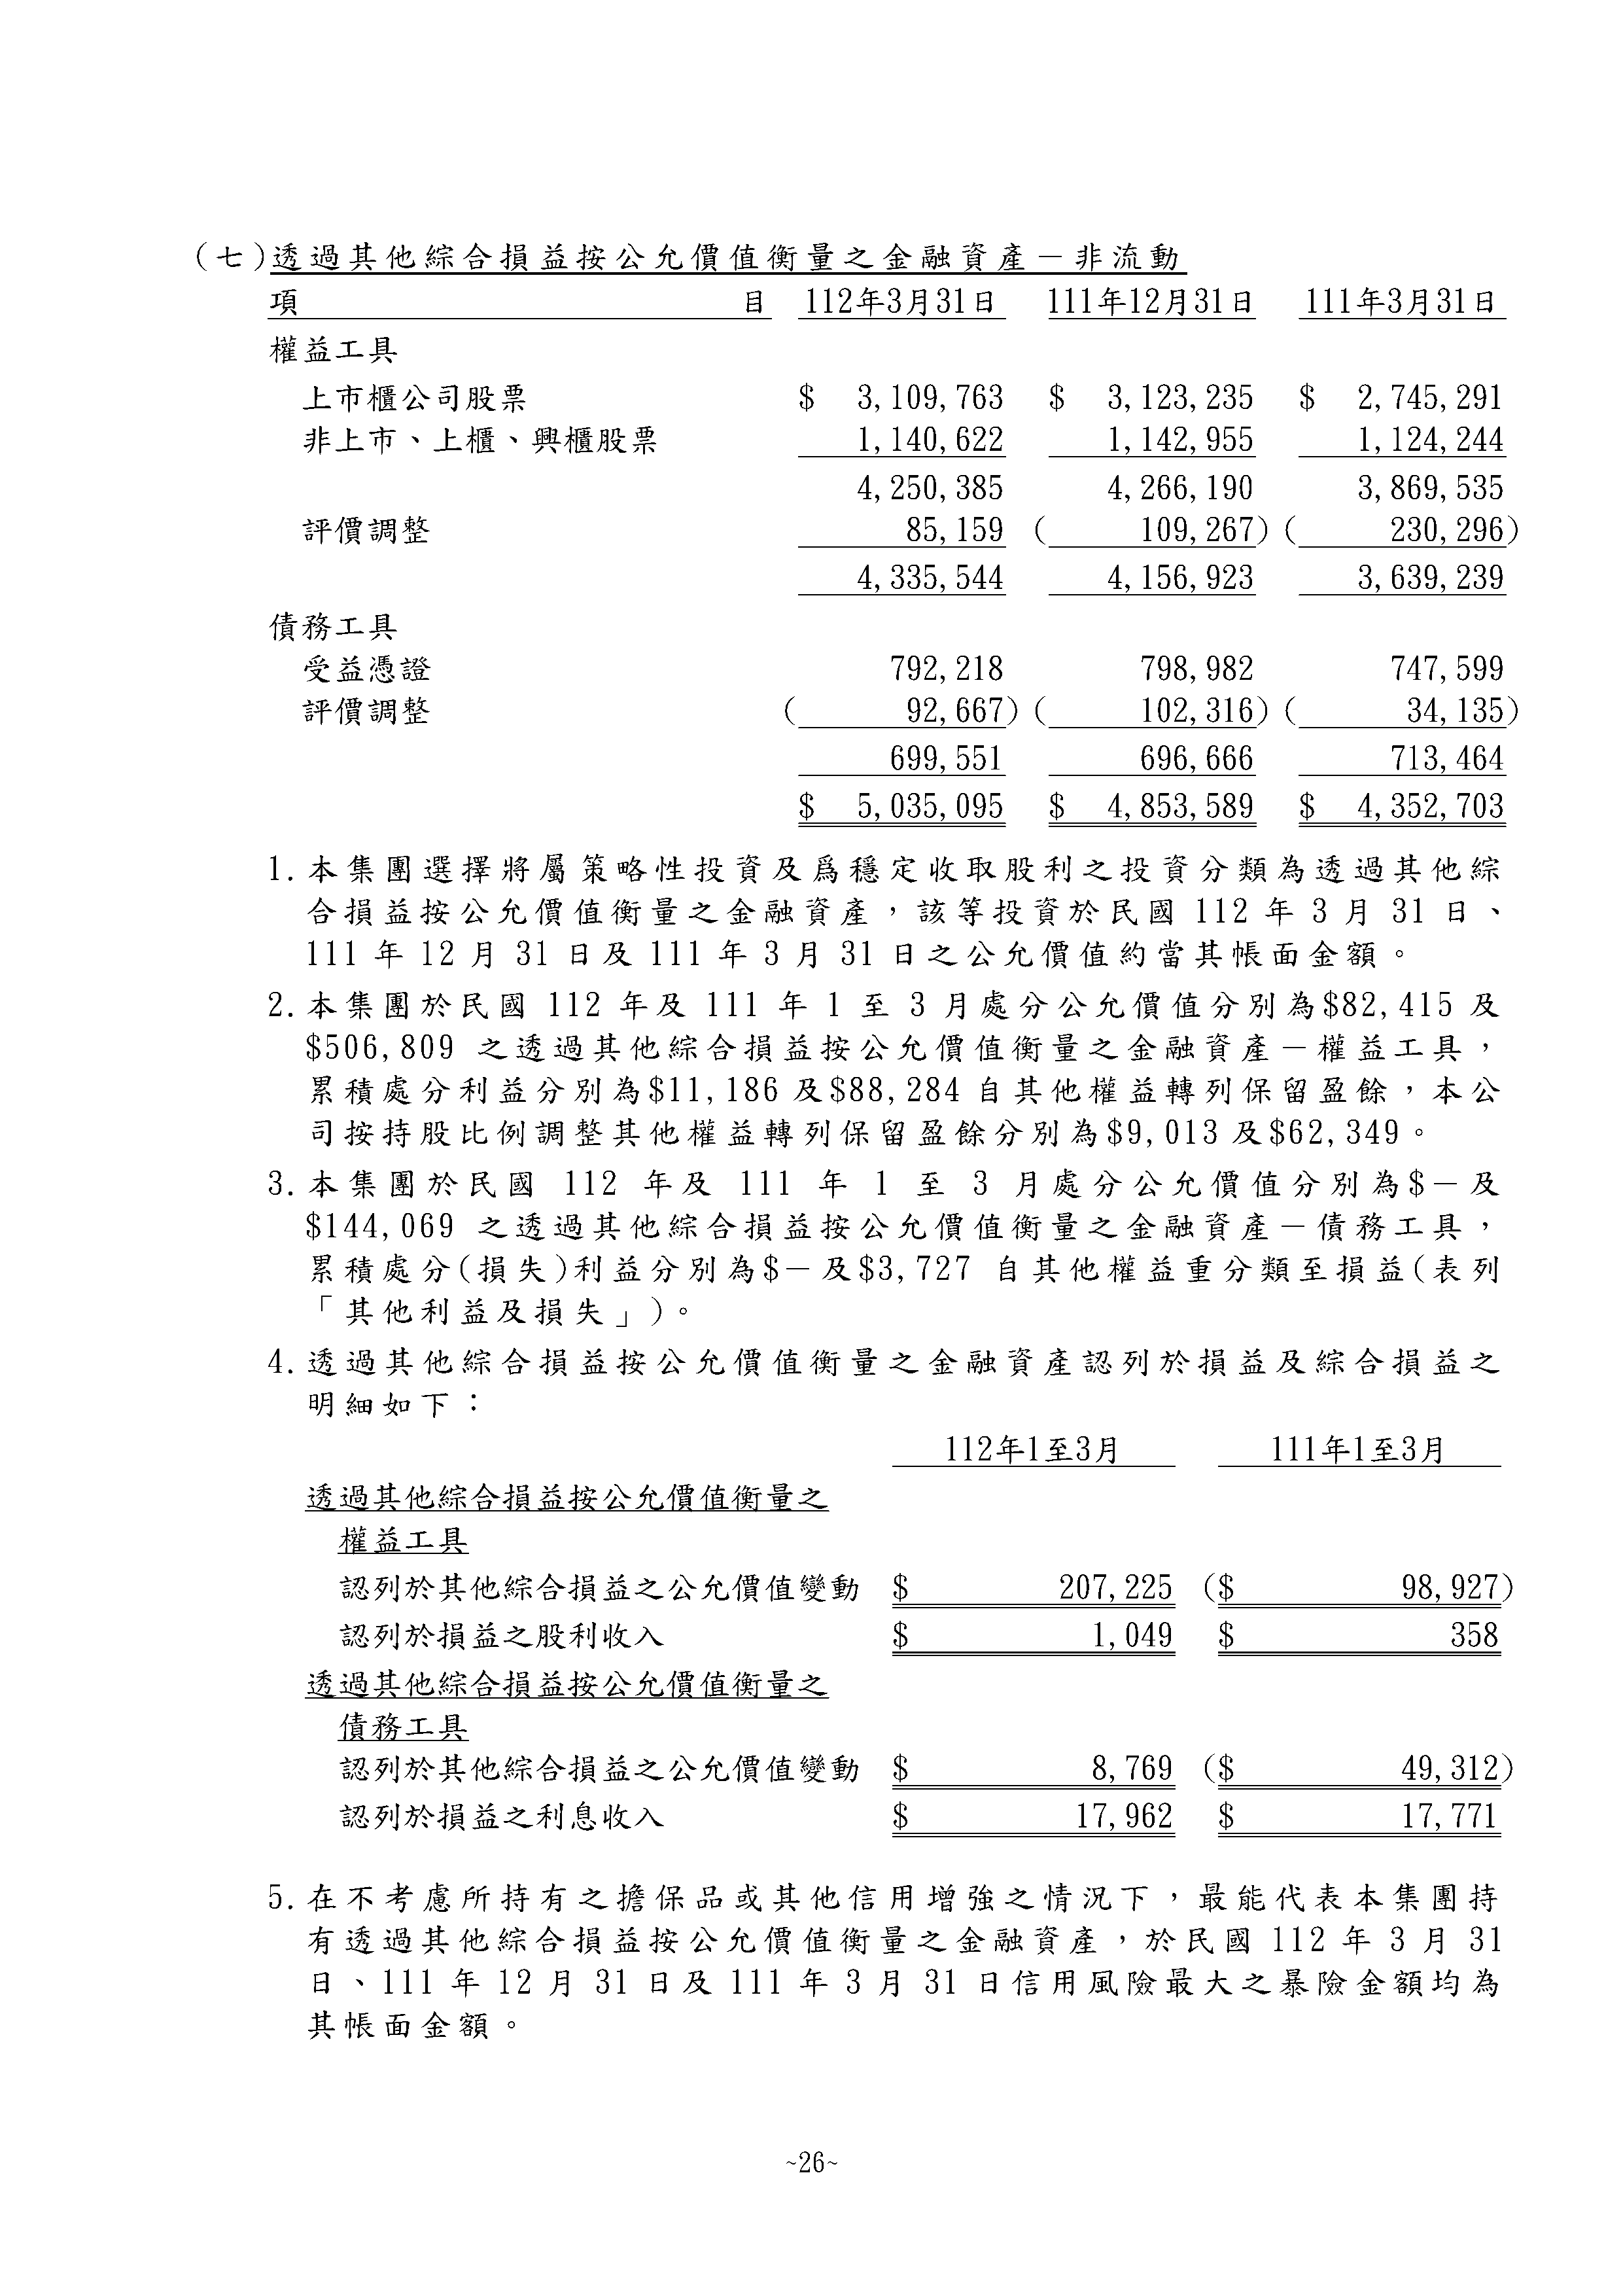 (七)透過其他綜合損益按公允價值衡量之金融資產－非流動
項 目 112年3月31日 111年12月31日 111年3月31日
權益工具
上市櫃公司股票 $ 3,109,763 $ 3,123,235 $ 2,745,291
非上市、上櫃、興櫃股票 1,140,622 1,142,955 1,124,244
4,250,385 4,266,190 3,869,535
評價調整 85,159 ( 109,267) ( 230,296)
4,335,544 4,156,923 3,639,239
債務工具
受益憑證 792,218 798,982 747,599
評價調整 ( 92,667) ( 102,316) ( 34,135)
699,551 696,666 713,464
$ 5,035,095 $ 4,853,589 $ 4,352,703
1.本集團選擇將屬策略性投資及爲穩定收取股利之投資分類為透過其他綜
合損益按公允價值衡量之金融資產，該等投資於民國 112 年 3 月 31 日、
111 年 12 月 31 日及 111 年 3 月 31 日之公允價值約當其帳面金額。
2.本集團於民國 112 年及 111 年 1 至 3 月處分公允價值分別為$82,415 及
$506,809 之透過其他綜合損益按公允價值衡量之金融資產－權益工具，
累積處分利益分別為$11,186 及$88,284 自其他權益轉列保留盈餘，本公
司按持股比例調整其他權益轉列保留盈餘分別為$9,013 及$62,349。
3.本集團於民國 112 年及 111 年 1 至 3 月處分公允價值分別為$－及
$144,069 之透過其他綜合損益按公允價值衡量之金融資產－債務工具，
累積處分(損失)利益分別為$－及$3,727 自其他權益重分類至損益(表列
「其他利益及損失」)。
4.透過其他綜合損益按公允價值衡量之金融資產認列於損益及綜合損益之
明細如下：
112年1至3月 111年1至3月
透過其他綜合損益按公允價值衡量之
權益工具
認列於其他綜合損益之公允價值變動 $ 207,225 ($ 98,927)
認列於損益之股利收入 $ 1,049 $ 358
透過其他綜合損益按公允價值衡量之
債務工具
認列於其他綜合損益之公允價值變動 $ 8,769 ($ 49,312)
認列於損益之利息收入 $ 17,962 $ 17,771
5.在不考慮所持有之擔保品或其他信用增強之情況下，最能代表本集團持
有透過其他綜合損益按公允價值衡量之金融資產，於民國 112 年 3 月 31
日、111 年 12 月 31 日及 111 年 3 月 31 日信用風險最大之暴險金額均為
其帳面金額。
~26~